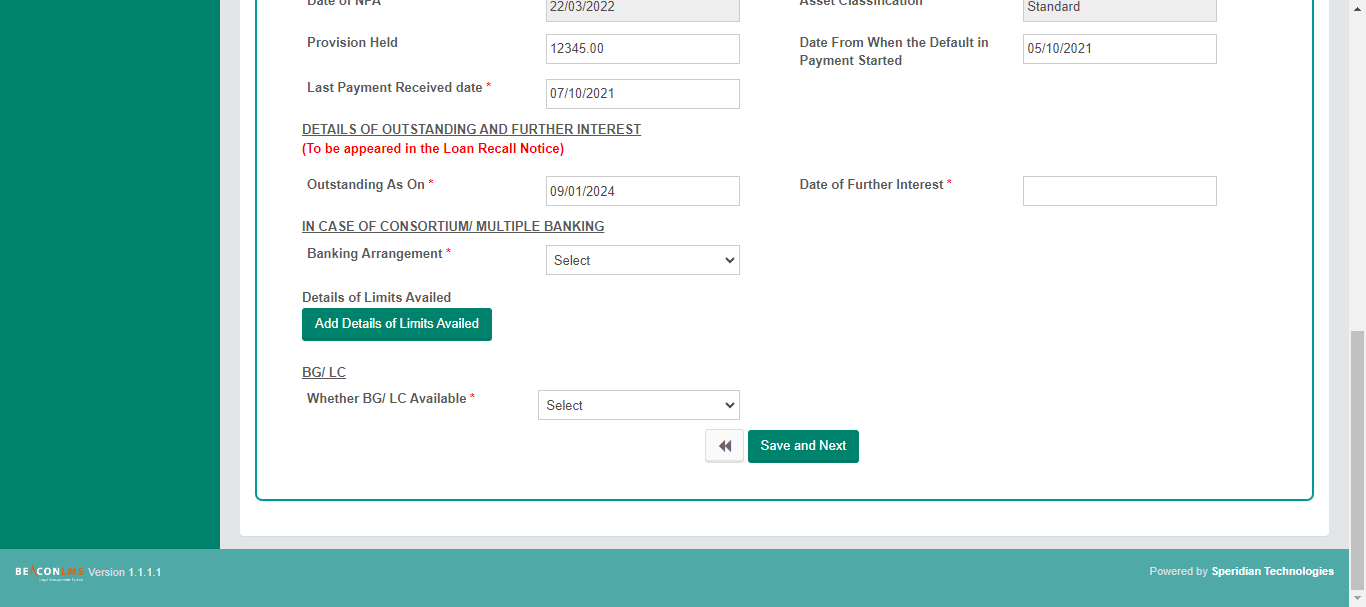 Date of NPA 22/03/2022 Asset Classification Standard
Provision Held 12345.00 Date From When the Default in
Payment Started 05/10/2021
Last Payment Received date * 07/10/2021
DETAILS OF OUTSTANDING AND FURTHER INTEREST
(To be appeared in the Loan Recall Notice)
Outstanding As On * 09/01/2024 Date of Further Interest *
IN CASE OF CONSORTIUM/ MULTIPLE BANKING
Banking Arrangement * Select
Details of Limits Availed
Add Details of Limits Availed
BG/ LC
Whether BG/ LC Available * Select
Save and Next
BEACONLMS Version 1.1.1.1 Powered by Speridian Technologies